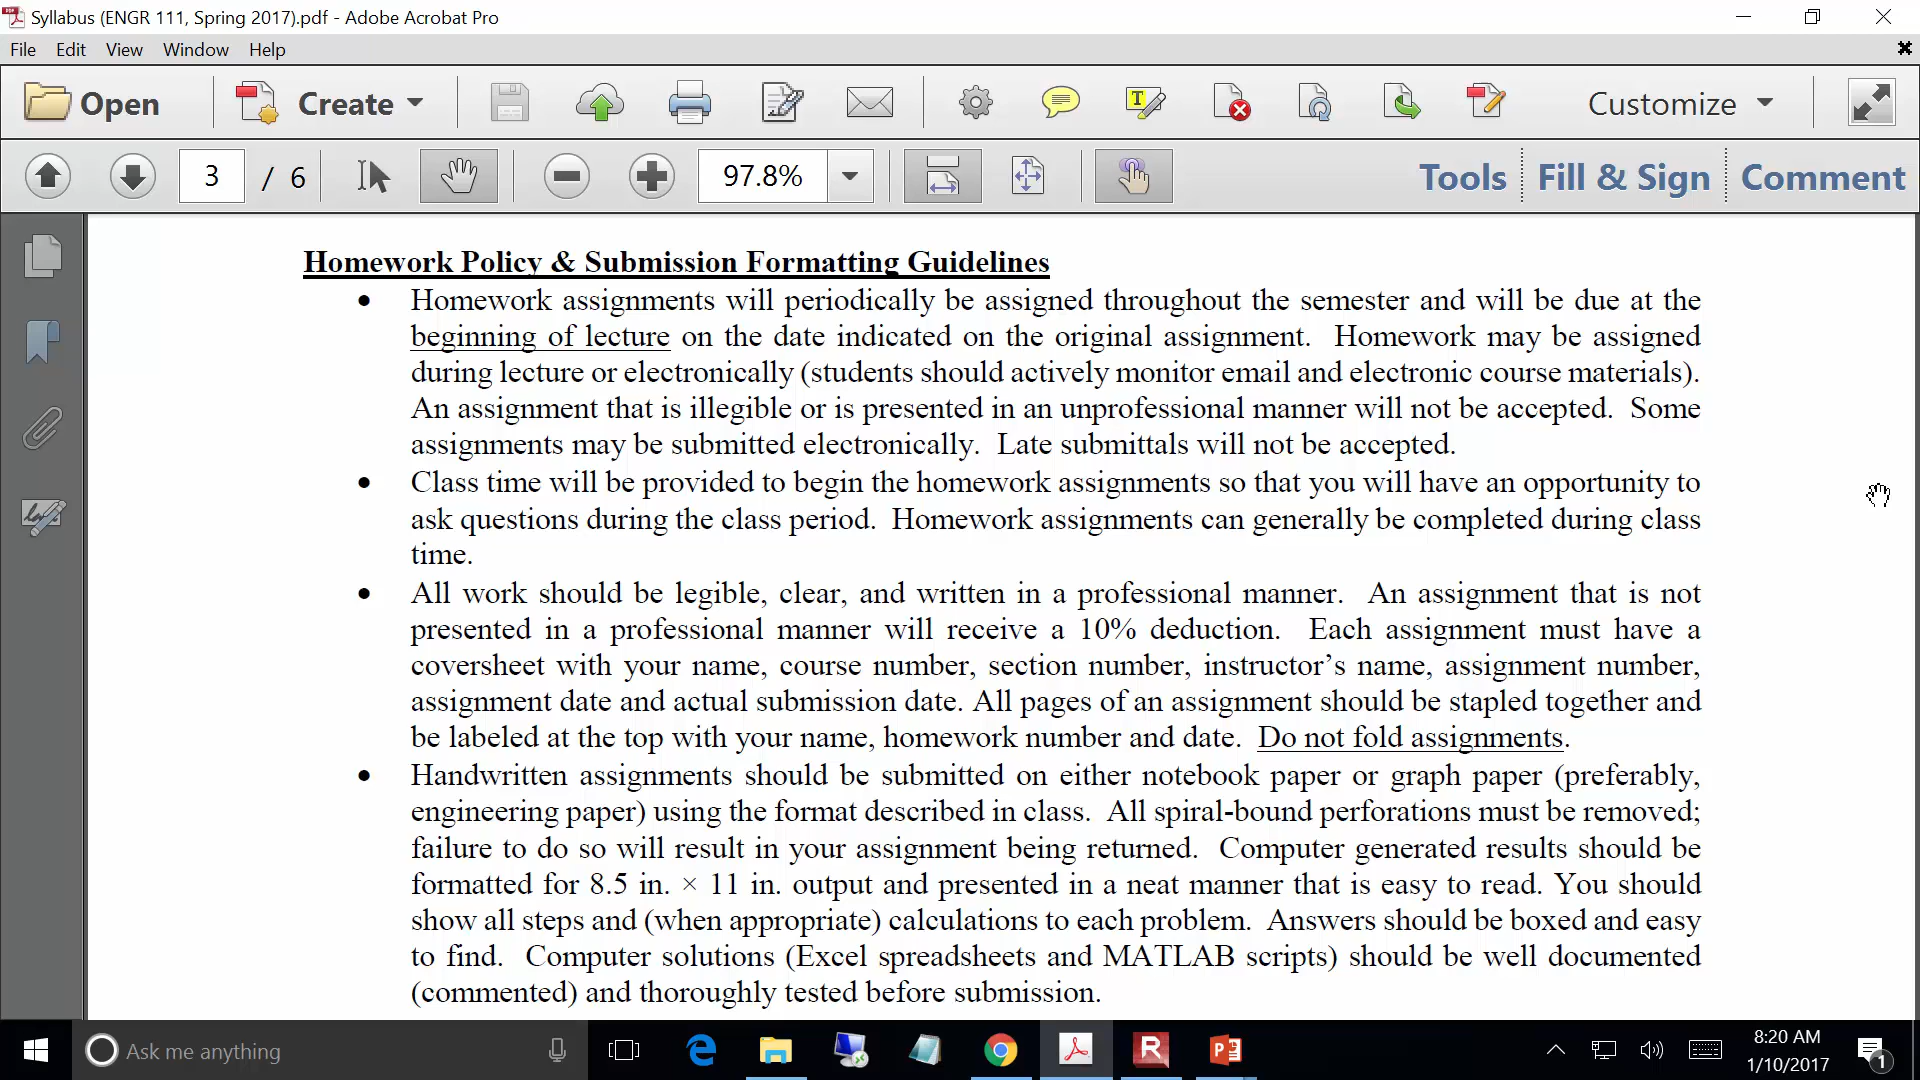 Syllabus (ENGR 111, Spring 2017).pdf - Adobe Acrobat Pro
File Edit View Window Help
Open Create Customize
3 / 6 97.8% Tools Fill & Sign Comment
Homework Policy & Submission Formatting Guidelines
• Homework assignments will periodically be assigned throughout the semester and will be due at the
beginning of lecture on the date indicated on the original assignment. Homework may be assigned
during lecture or electronically (students should actively monitor email and electronic course materials).
An assignment that is illegible or is presented in an unprofessional manner will not be accepted. Some
assignments may be submitted electronically. Late submittals will not be accepted.
• Class time will be provided to begin the homework assignments so that you will have an opportunity to
ask questions during the class period. Homework assignments can generally be completed during class
time.
• All work should be legible, clear, and written in a professional manner. An assignment that is not
presented in a professional manner will receive a 10% deduction. Each assignment must have a
coversheet with your name, course number, section number, instructor’s name, assignment number,
assignment date and actual submission date. All pages of an assignment should be stapled together and
be labeled at the top with your name, homework number and date. Do not fold assignments.
• Handwritten assignments should be submitted on either notebook paper or graph paper (preferably,
engineering paper) using the format described in class. All spiral-bound perforations must be removed;
failure to do so will result in your assignment being returned. Computer generated results should be
formatted for 8.5 in. × 11 in. output and presented in a neat manner that is easy to read. You should
show all steps and (when appropriate) calculations to each problem. Answers should be boxed and easy
to find. Computer solutions (Excel spreadsheets and MATLAB scripts) should be well documented
(commented) and thoroughly tested before submission.
Ask me anything
8:20 AM
1/10/2017
1